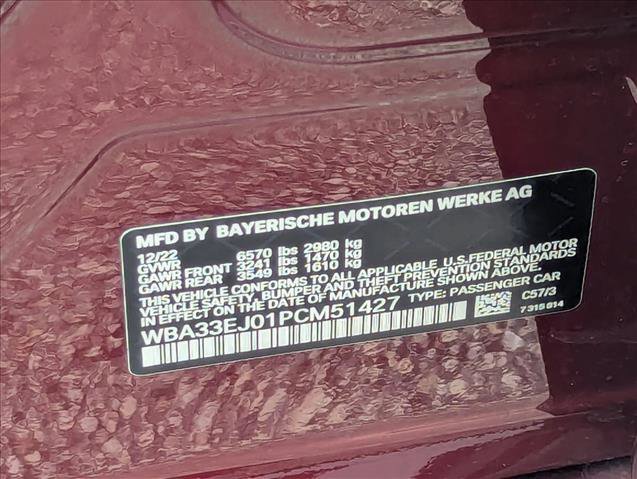 MFD BY BAYERISCHE MOTOREN WERKE AG
12/22
GVWR 6570 lbs 2980 kg
GAWR FRONT 3241 lbs 1470 kg
GAWR REAR 3549 lbs 1610 kg
THIS VEHICLE CONFORMS TO ALL APPLICABLE U.S.FEDERAL MOTOR
VEHICLE SAFETY, BUMPER AND THEFT PREVENTION STANDARDS
IN EFFECT ON THE DATE OF MANUFACTURE SHOWN ABOVE.
WBA33EJ01PCM51427 TYPE: PASSENGER CAR
C57/3
7 315 614